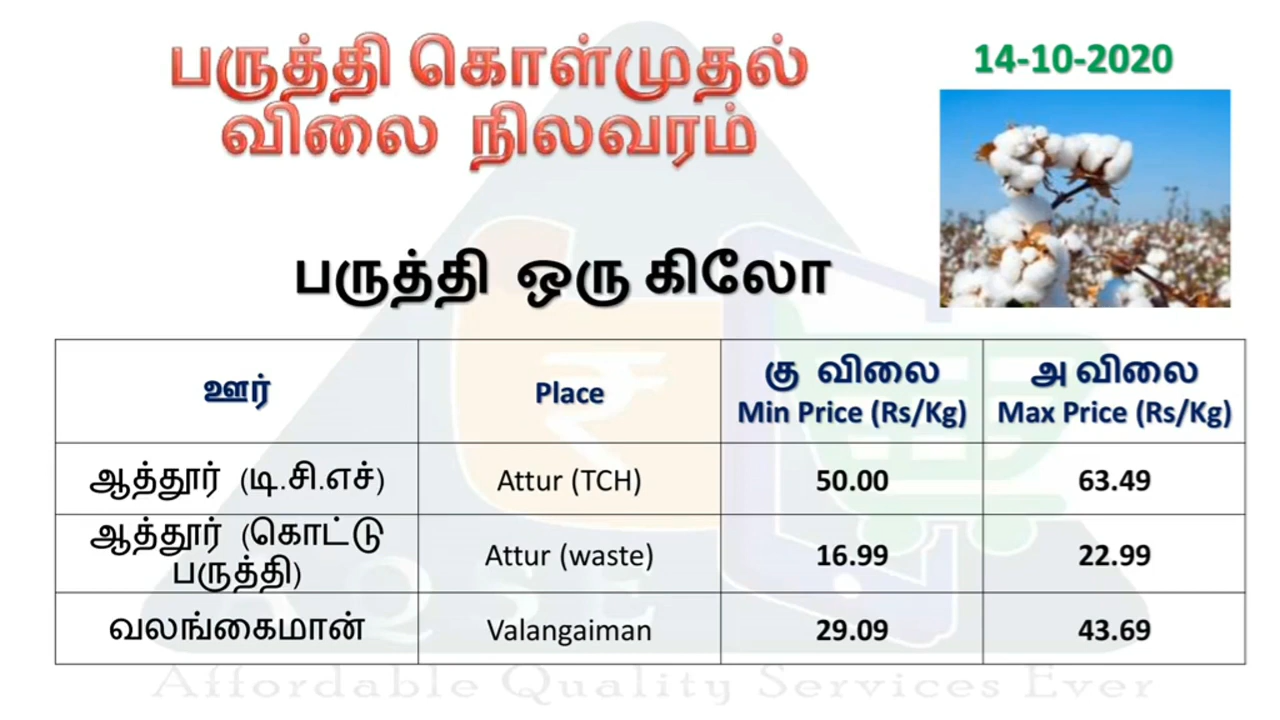 பருத்தி கொள்முதல்
விலை நிலவரம்
14-10-2020
பருத்தி ஒரு கிலோ
ஊர்
Place
கு விலை
Min Price (Rs/Kg)
அ விலை
Max Price (Rs/Kg)
ஆத்தூர் (டி.சி.எச்)
Attur (TCH)
50.00
63.49
ஆத்தூர் (கொட்டு
பருத்தி)
Attur (waste)
16.99
22.99
வலங்கைமான்
Valangaiman
29.09
43.69
AQSE
Affordable Quality Services Ever